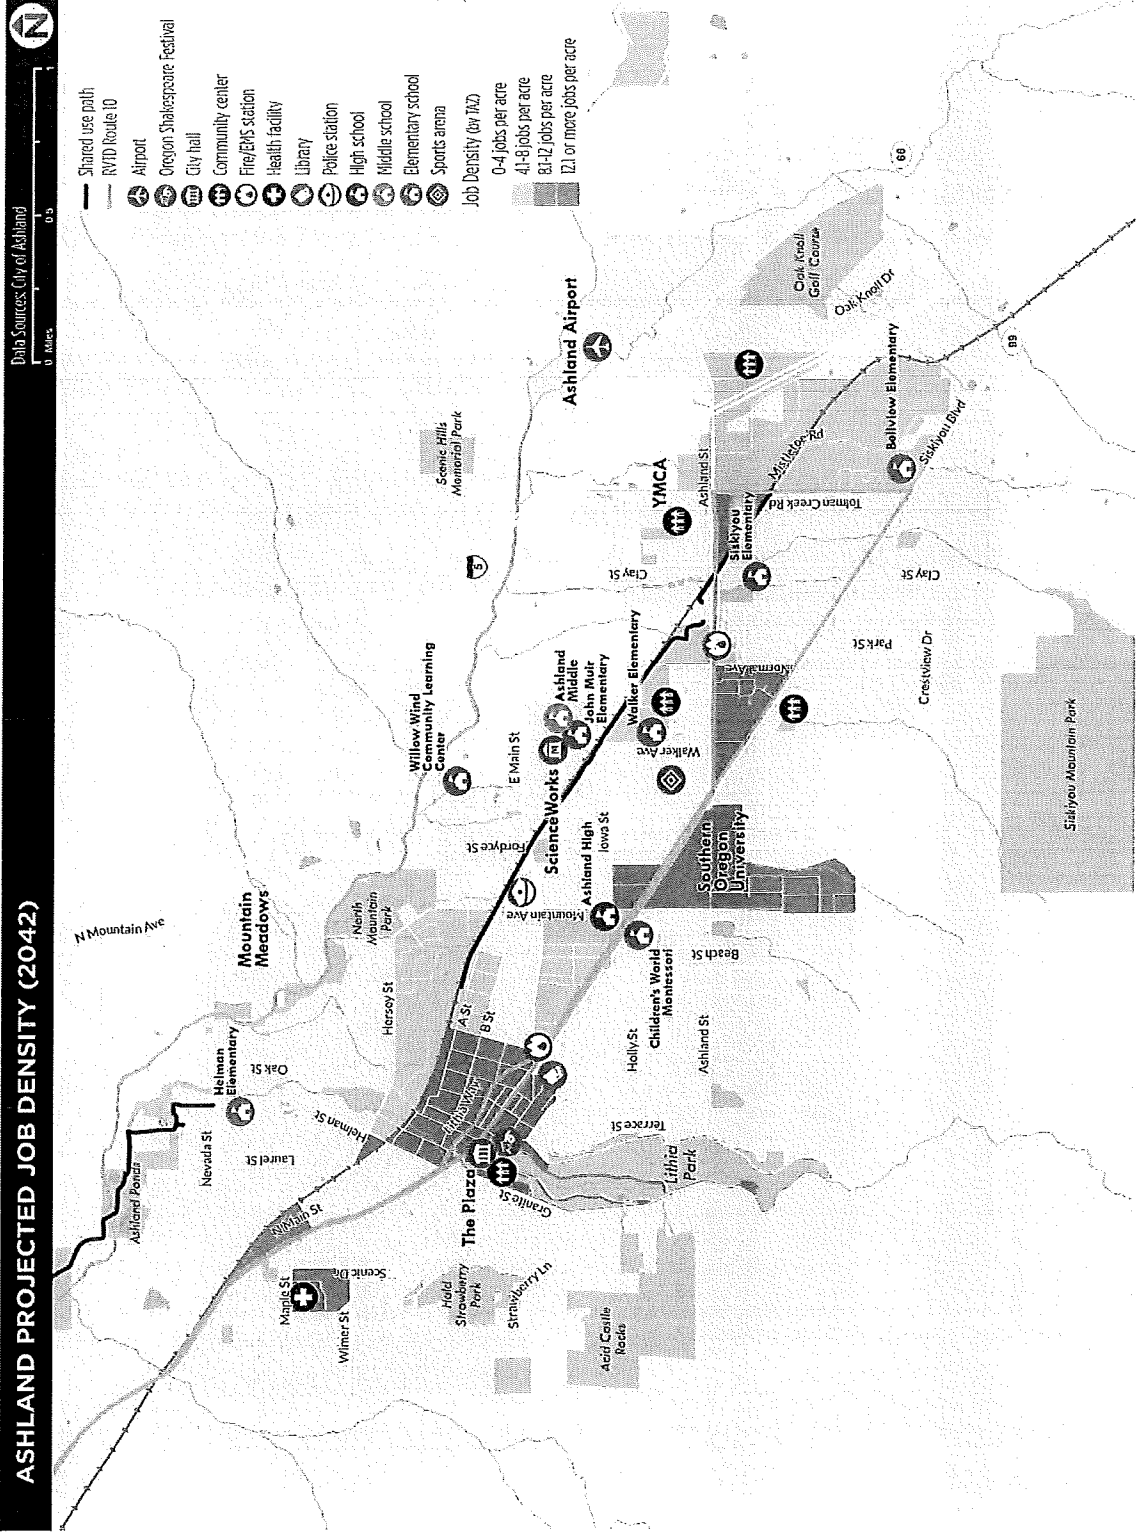 ASHLAND PROJECTED JOB DENSITY (2042)
Data Sources: City of Ashland
0 Miles
0.5
1
N
Shared use path
RVTD Route 10
Airport
Oregon Shakespeare Festival
City hall
Community center
Fire/EMS station
Health facility
Library
Police station
High school
Middle school
Elementary school
Sports arena
Job Density (by TAZ)
0-4 jobs per acre
4.1-8 jobs per acre
8.1-12 jobs per acre
12.1 or more jobs per acre
N Mountain Ave
Mountain
Meadows
Helman
Elementary
Oak St
Nevada St
Laurel St
Helman St
Ashland Ponds
N Main St
Maple St
Scenic Dr
Wimer St
Hersey St
North
Mountain
Park
Willow Wind
Community Learning
Center
5
Scenic Hills
Memorial Park
Ashland Airport
E Main St
Fordyce St
ScienceWorks
Ashland
Middle
John Muir
Elementary
Walker Elementary
Walker Ave
Clay St
YMCA
Ashland St
Siskiyou
Elementary
Mistletoe Rd
Tolman Creek Rd
Bellview Elementary
Siskiyou Blvd
Oak Knoll
Golf Course
Oak Knoll Dr
66
99
Clay St
Park St
Normal Ave
Crestview Dr
Siskiyou Mountain Park
A St
B St
Lithia Way
Mountain Ave
Ashland High
Iowa St
Southern
Oregon
University
Children's World
Montessori
Beach St
Holly St
Ashland St
Terrace St
Lithia
Park
The Plaza
Granite St
Hald
Strawberry
Park
Strawberry Ln
Acid Castle
Rocks